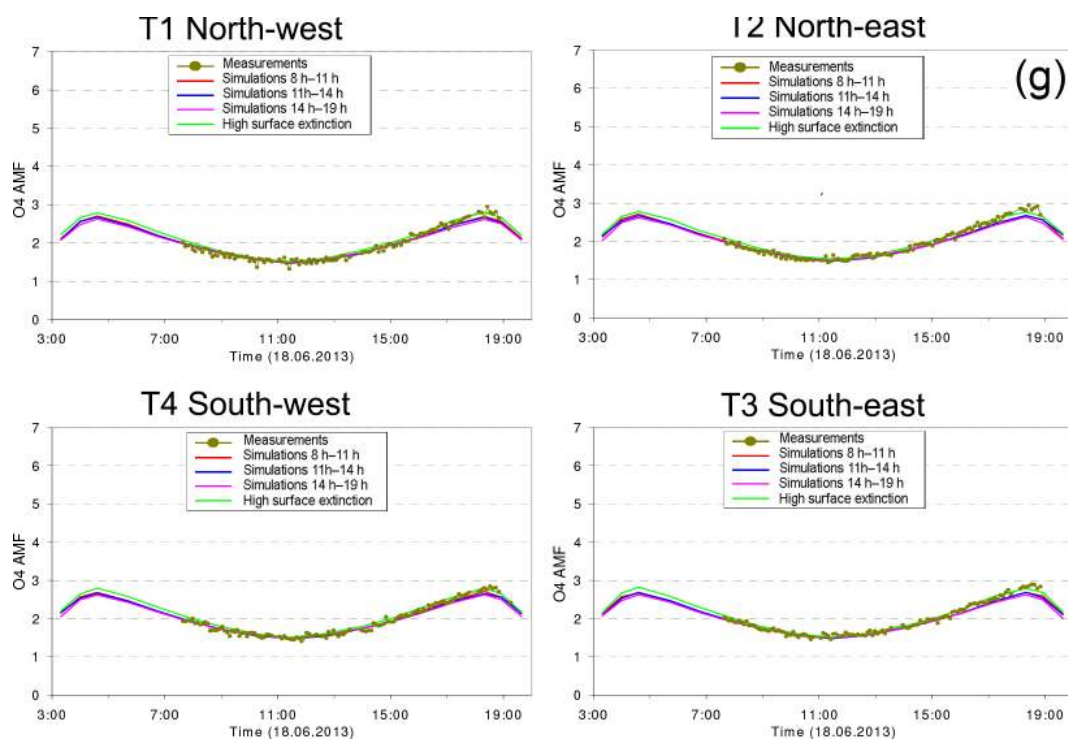 T1 North-west
T2 North-east
(g)
Measurements
Simulations 8 h–11 h
Simulations 11h–14 h
Simulations 14 h–19 h
High surface extinction
O4 AMF
7
6
5
4
3
2
1
0
3:00 7:00 11:00 15:00 19:00
Time (18.06.2013)
Measurements
Simulations 8 h–11 h
Simulations 11h–14 h
Simulations 14 h–19 h
High surface extinction
O4 AMF
7
6
5
4
3
2
1
0
3:00 7:00 11:00 15:00 19:00
Time (18.06.2013)
T4 South-west
T3 South-east
Measurements
Simulations 8 h–11 h
Simulations 11h–14 h
Simulations 14 h–19 h
High surface extinction
O4 AMF
7
6
5
4
3
2
1
0
3:00 7:00 11:00 15:00 19:00
Time (18.06.2013)
Measurements
Simulations 8 h–11 h
Simulations 11h–14 h
Simulations 14 h–19 h
High surface extinction
O4 AMF
7
6
5
4
3
2
1
0
3:00 7:00 11:00 15:00 19:00
Time (18.06.2013)